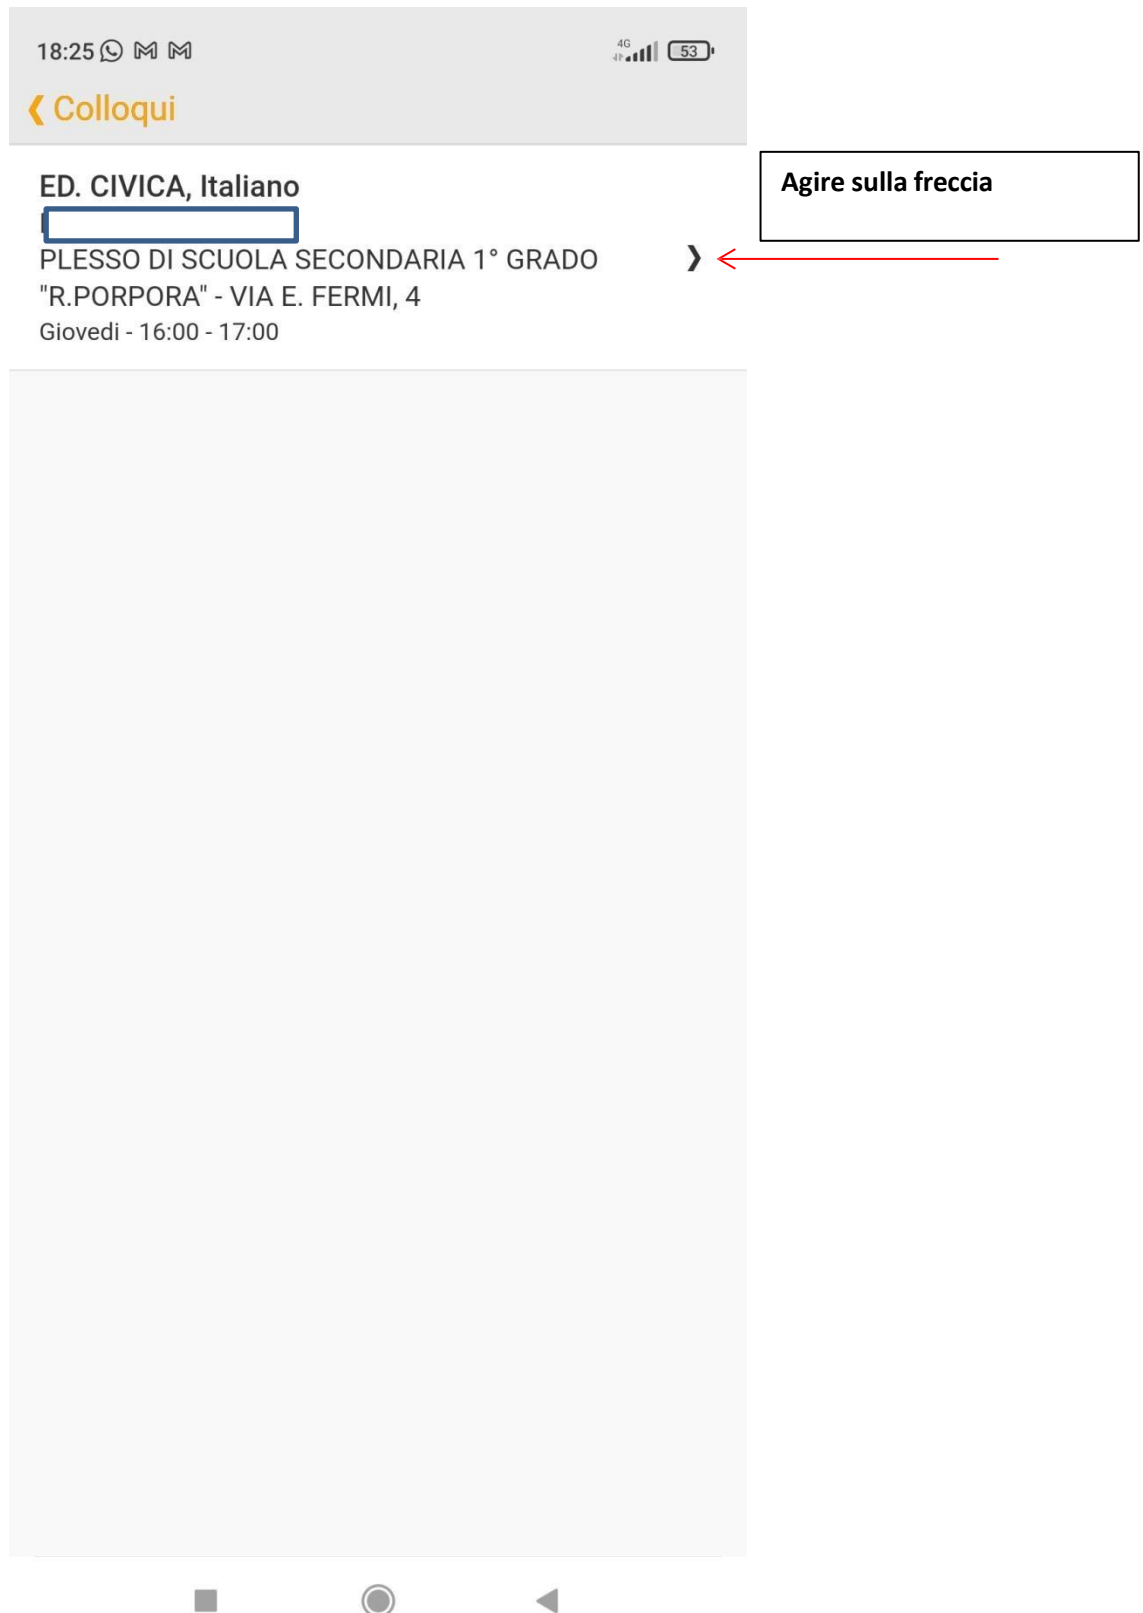 18:25
4G
53
Colloqui
ED. CIVICA, Italiano
PLESSO DI SCUOLA SECONDARIA 1° GRADO
"R.PORPORA" - VIA E. FERMI, 4
Giovedi - 16:00 - 17:00
Agire sulla freccia